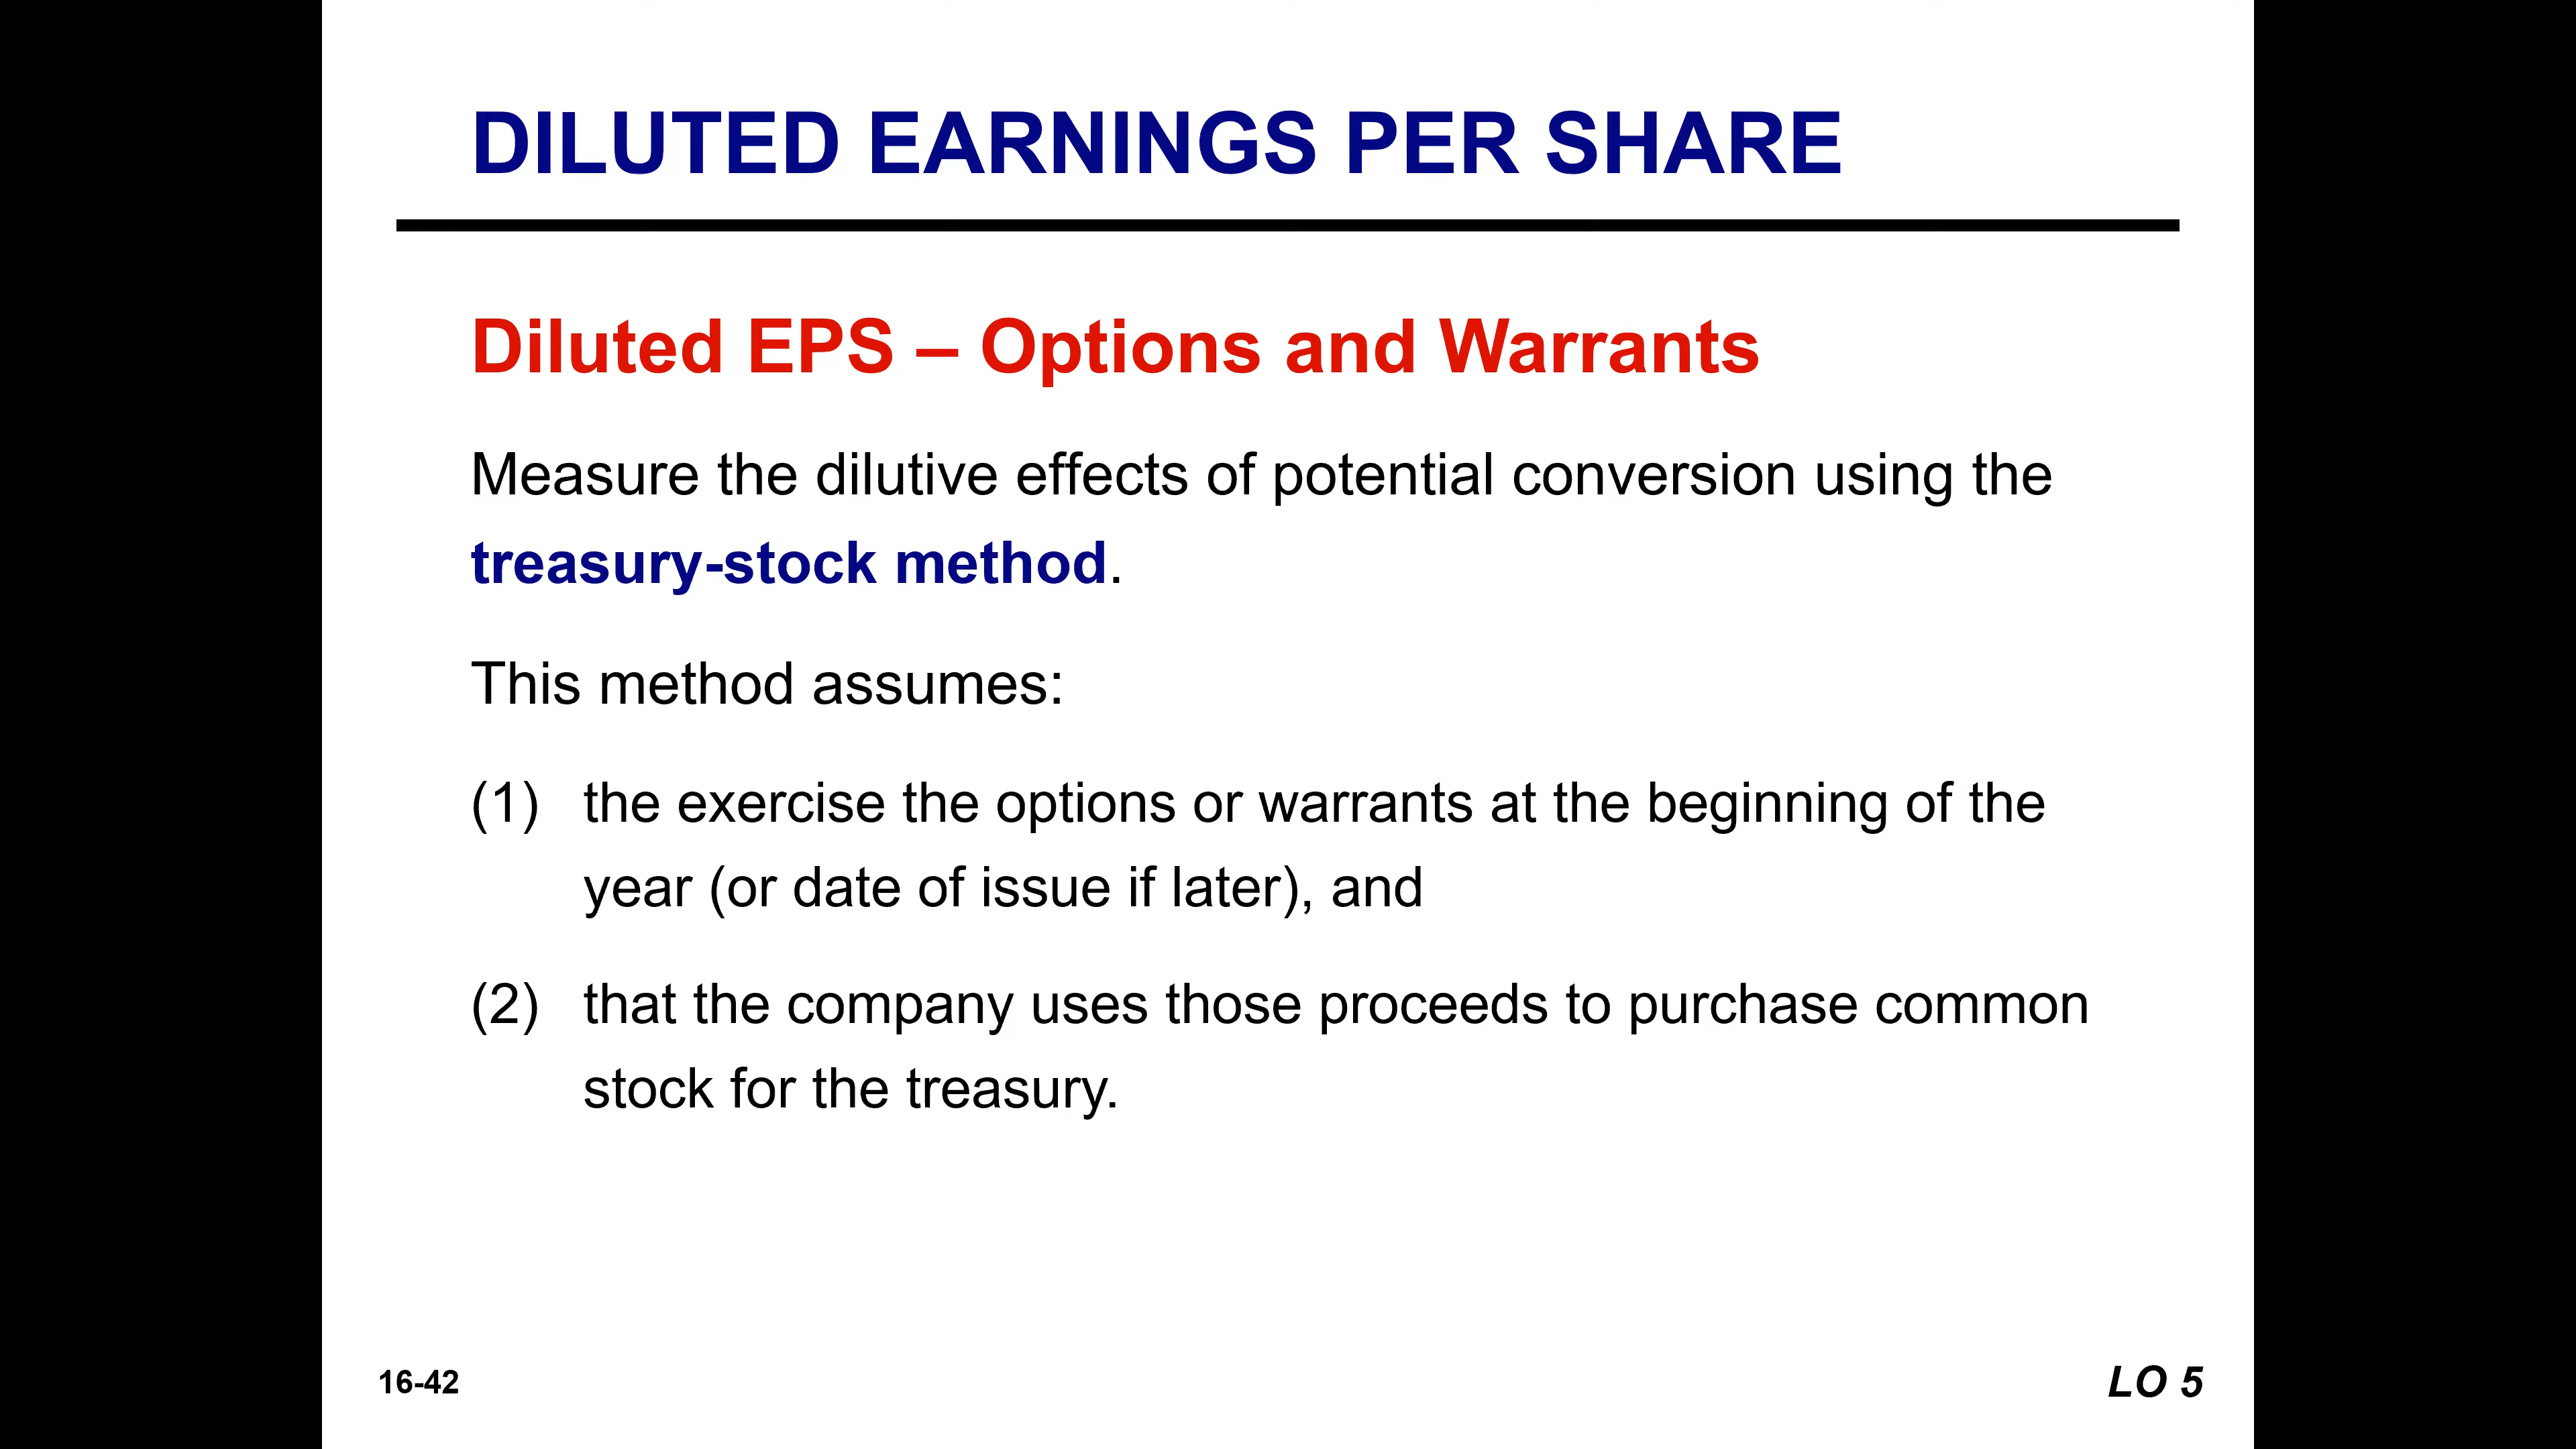 DILUTED EARNINGS PER SHARE
Diluted EPS – Options and Warrants
Measure the dilutive effects of potential conversion using the
treasury-stock method.
This method assumes:
(1) the exercise the options or warrants at the beginning of the
year (or date of issue if later), and
(2) that the company uses those proceeds to purchase common
stock for the treasury.
16-42
LO 5